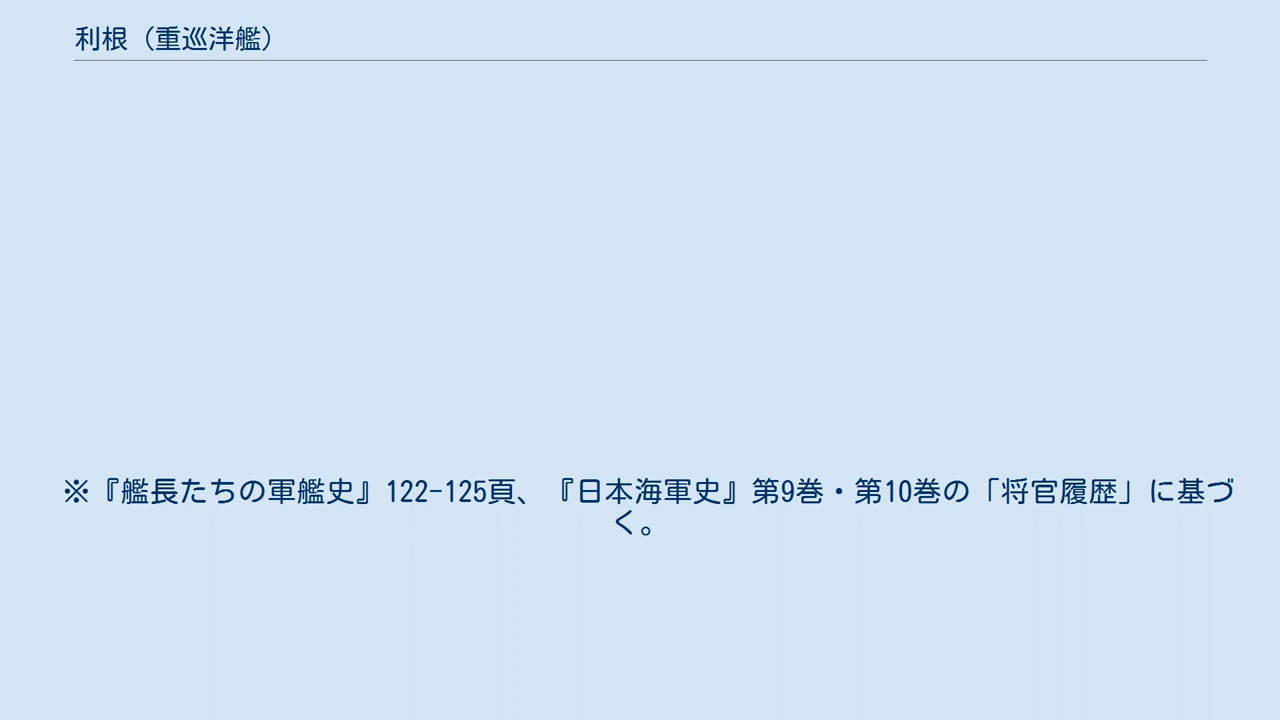 利根（重巡洋艦）
※『艦長たちの軍艦史』122-125頁、『日本海軍史』第9巻・第10巻の「将官履歴」に基づ
く。